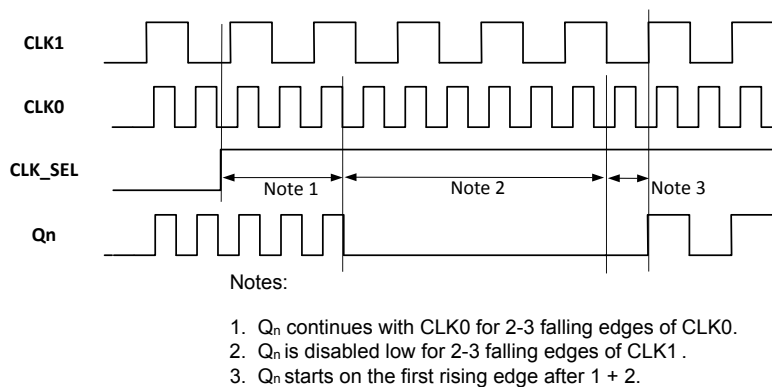 CLK1
CLK0
CLK_SEL
Note 1
Note 2
Note 3
Qn
Notes:
1. Qn continues with CLK0 for 2-3 falling edges of CLK0.
2. Qn is disabled low for 2-3 falling edges of CLK1 .
3. Qn starts on the first rising edge after 1 + 2.